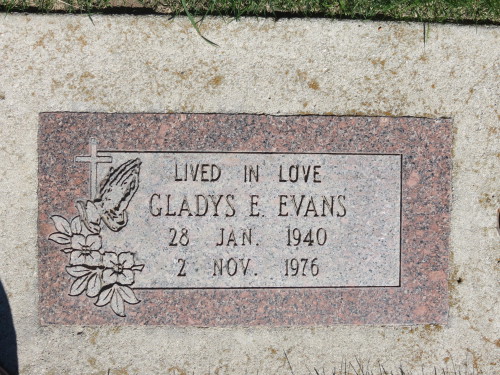 LIVED IN LOVE
GLADYS E. EVANS
28 JAN. 1940
2 NOV. 1976